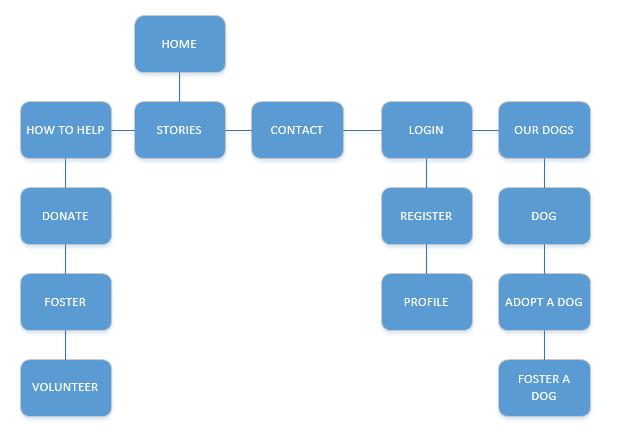 HOME
HOW TO HELP
STORIES
CONTACT
LOGIN
OUR DOGS
DONATE
REGISTER
DOG
FOSTER
PROFILE
ADOPT A DOG
VOLUNTEER
FOSTER A
DOG